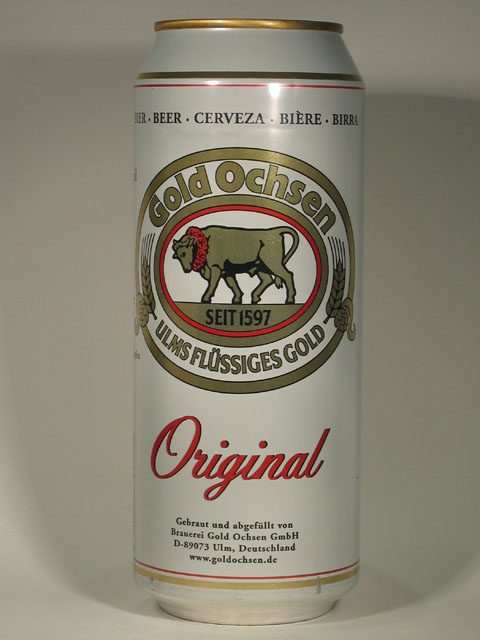 BEER · CERVEZA · BIÈRE · BIRRA
Gold Ochsen
SEIT 1597
ULMS FLÜSSIGES GOLD
Original
Gebraut und abgefüllt von
Brauerei Gold Ochsen GmbH
D-89073 Ulm, Deutschland
www.goldochsen.de